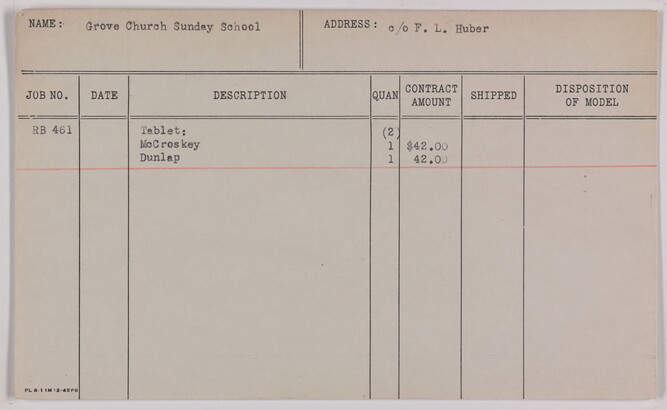 NAME: Grove Church Sunday School ADDRESS: c/o F. L. Huber
JOB NO. DATE DESCRIPTION QUAN CONTRACT AMOUNT SHIPPED DISPOSITION OF MODEL
RB 461 Tablet: (2)
McCroskey 1 $42.00
Dunlap 1 42.00